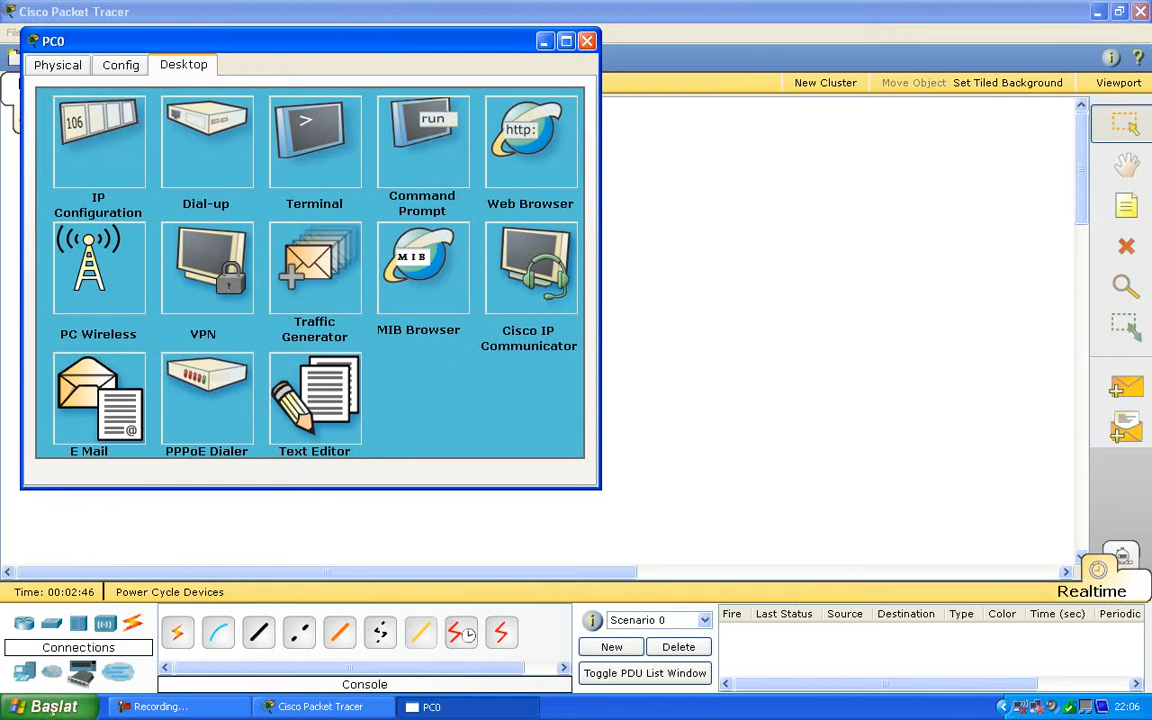 Cisco Packet Tracer
PC0
Physical
Config
Desktop
New Cluster
Move Object
Set Tiled Background
Viewport
106
>
run
http:
IP
Configuration
Dial-up
Terminal
Command
Prompt
Web Browser
MIB
PC Wireless
VPN
Traffic
Generator
MIB Browser
Cisco IP
Communicator
@
E Mail
PPPoE Dialer
Text Editor
Time: 00:02:46
Power Cycle Devices
Realtime
Connections
Console
Scenario 0
New
Delete
Toggle PDU List Window
Fire
Last Status
Source
Destination
Type
Color
Time (sec)
Periodic
Başlat
Recording...
Cisco Packet Tracer
PC0
22:06